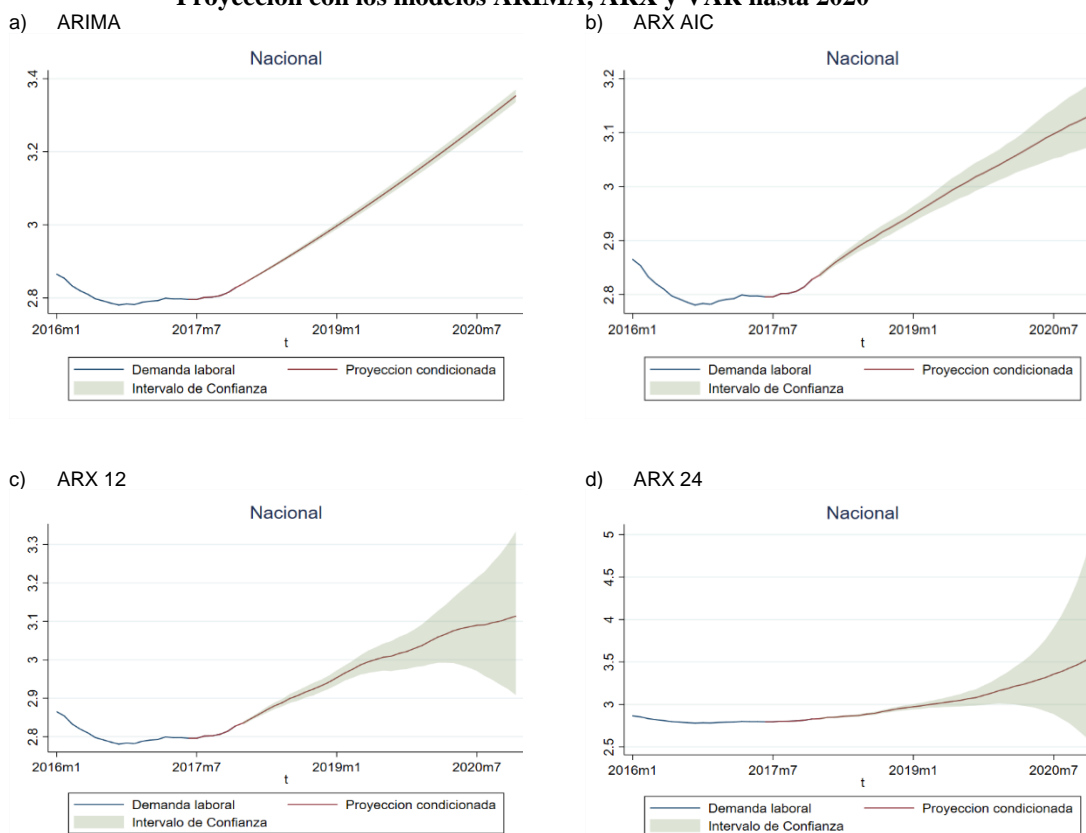 Proyección con los modelos ARIMA, ARX y VAR hasta 2020
a) ARIMA
Nacional
3.4
3.2
3
2.8
2016m1 2017m7 2019m1 2020m7
t
Demanda laboral Proyeccion condicionada
Intervalo de Confianza
b) ARX AIC
Nacional
3.2
3.1
3
2.9
2.8
2016m1 2017m7 2019m1 2020m7
t
Demanda laboral Proyeccion condicionada
Intervalo de Confianza
c) ARX 12
Nacional
3.3
3.2
3.1
3
2.9
2.8
2016m1 2017m7 2019m1 2020m7
t
Demanda laboral Proyeccion condicionada
Intervalo de Confianza
d) ARX 24
Nacional
5
4.5
4
3.5
3
2.5
2016m1 2017m7 2019m1 2020m7
t
Demanda laboral Proyeccion condicionada
Intervalo de Confianza